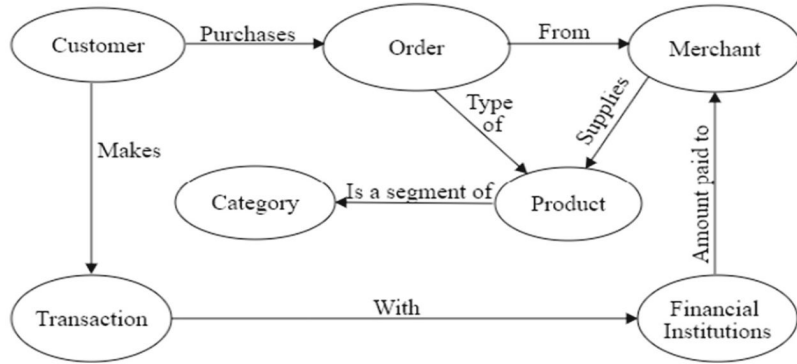 Customer
Purchases
Order
From
Merchant
Makes
Type
of
Supplies
Amount paid to
Category
Is a segment of
Product
Transaction
With
Financial
Institutions